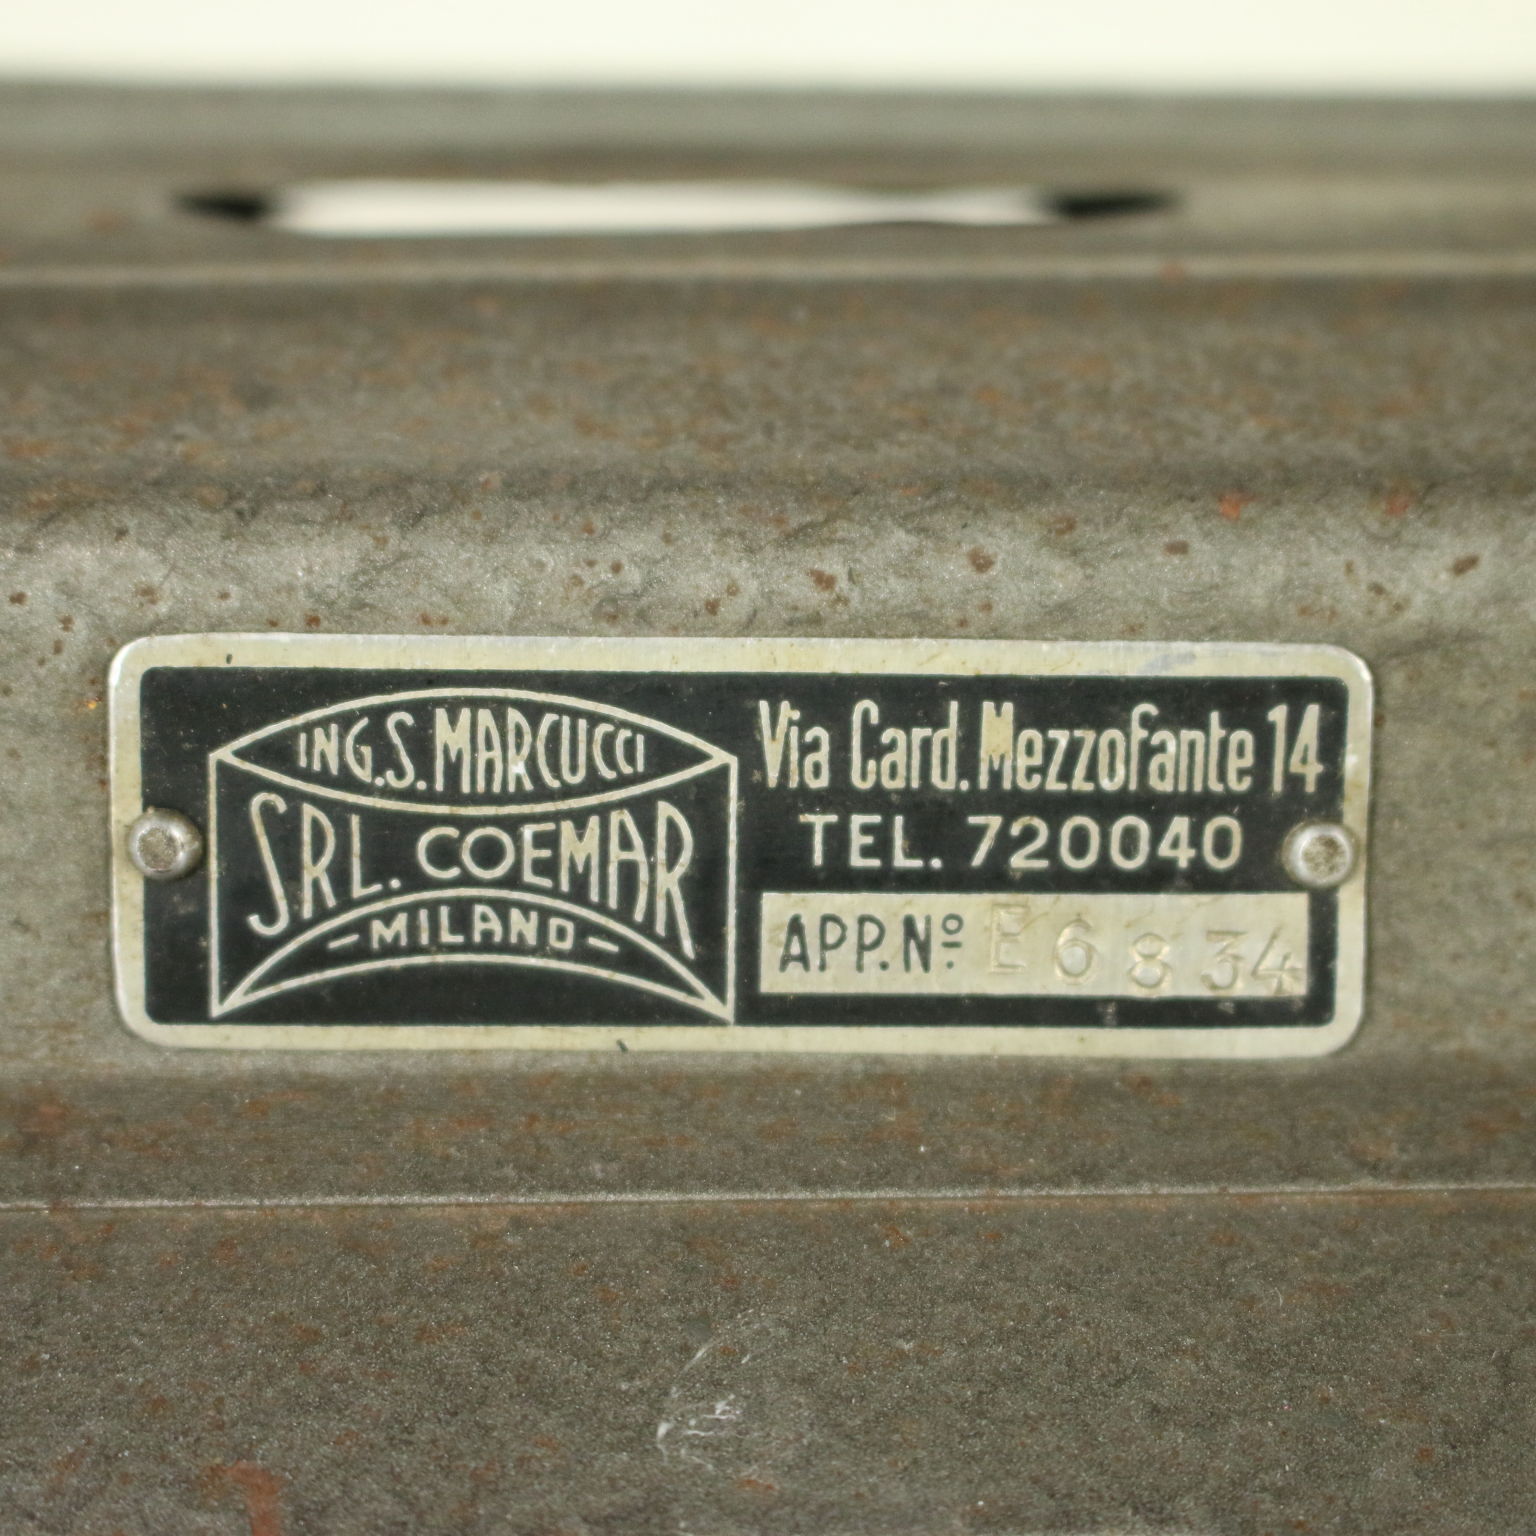 ING. S. MARCUCCI
SRL. COEMAR
- MILANO -
Via Card. Mezzofante 14
TEL. 720040
APP. Nº E 6834